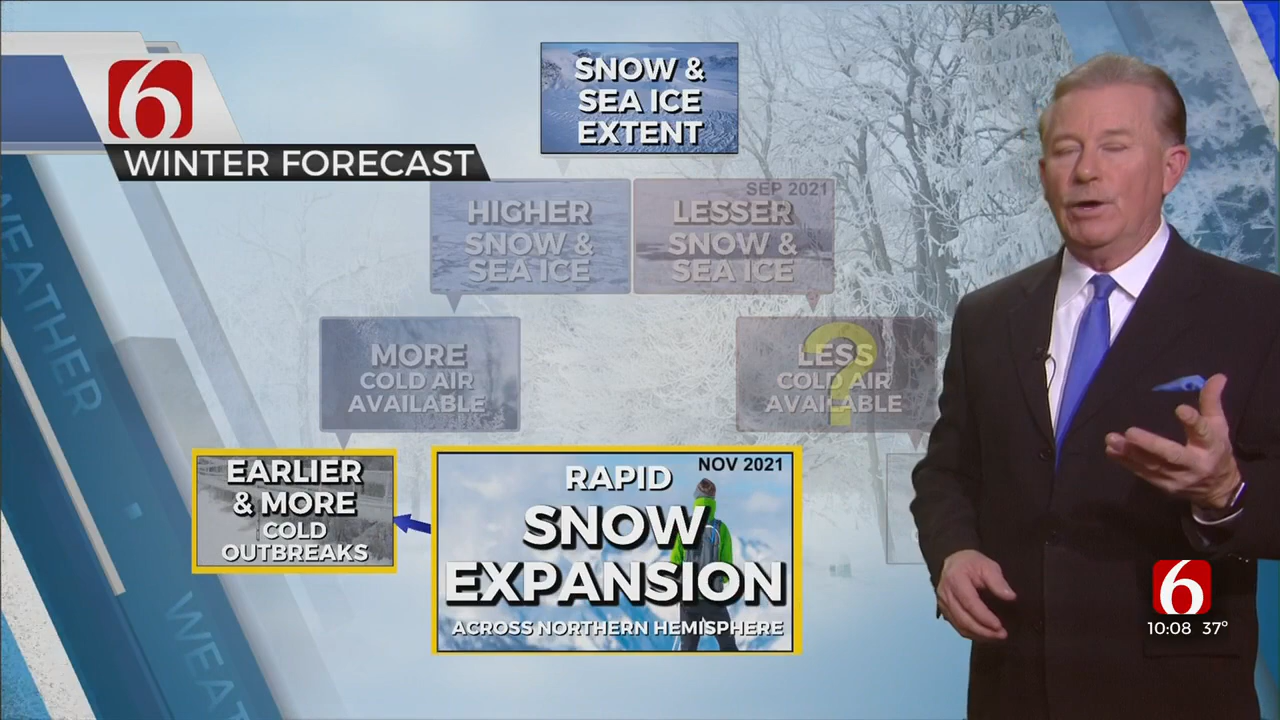 6
WINTER FORECAST
SNOW &
SEA ICE
EXTENT
HIGHER
SNOW &
SEA ICE
SEP 2021
LESSER
SNOW &
SEA ICE
MORE
COLD AIR
AVAILABLE
LESS
COLD AIR
AVAILABLE
?
EARLIER
& MORE
COLD
OUTBREAKS
NOV 2021
RAPID
SNOW
EXPANSION
ACROSS NORTHERN HEMISPHERE
WEATHER
WEAT
6
10:08 37°